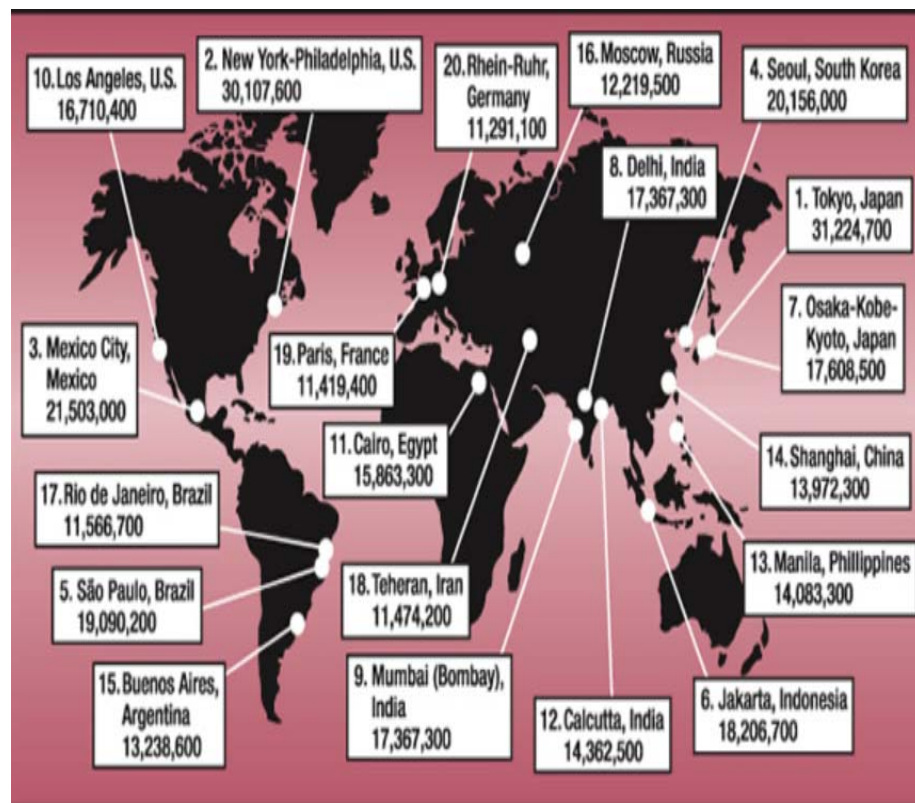 10. Los Angeles, U.S.
16,710,400
2. New York-Philadelphia, U.S.
30,107,600
20. Rhein-Ruhr,
Germany
11,291,100
16. Moscow, Russia
12,219,500
4. Seoul, South Korea
20,156,000
8. Delhi, India
17,367,300
1. Tokyo, Japan
31,224,700
7. Osaka-Kobe-
Kyoto, Japan
17,608,500
3. Mexico City,
Mexico
21,503,000
19. Paris, France
11,419,400
11. Cairo, Egypt
15,863,300
14. Shanghai, China
13,972,300
17. Rio de Janeiro, Brazil
11,566,700
13. Manila, Phillippines
14,083,300
5. São Paulo, Brazil
19,090,200
18. Teheran, Iran
11,474,200
15. Buenos Aires,
Argentina
13,238,600
9. Mumbai (Bombay),
India
17,367,300
12. Calcutta, India
14,362,500
6. Jakarta, Indonesia
18,206,700